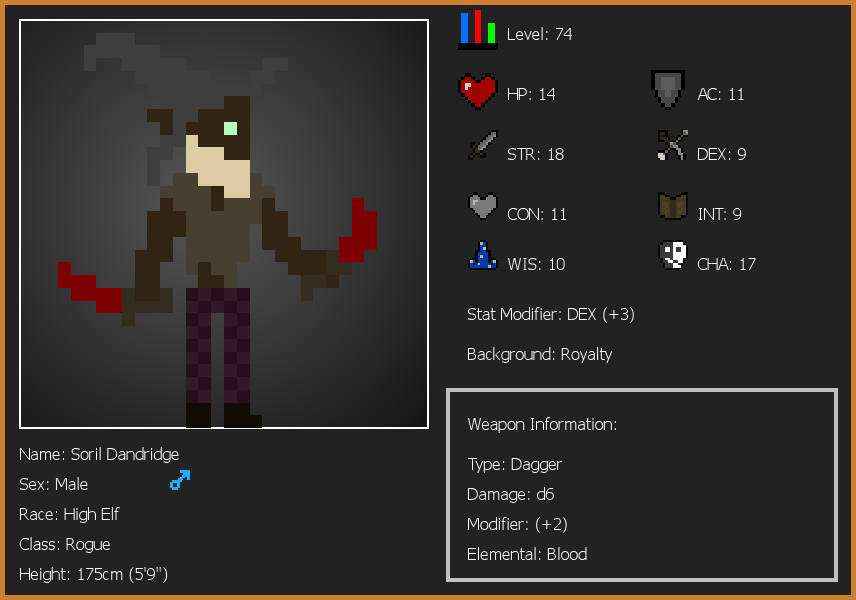 Level: 74
HP: 14
AC: 11
STR: 18
DEX: 9
CON: 11
INT: 9
WIS: 10
CHA: 17
Stat Modifier: DEX (+3)
Background: Royalty
Weapon Information:
Type: Dagger
Damage: d6
Modifier: (+2)
Elemental: Blood
Name: Soril Dandridge
Sex: Male
Race: High Elf
Class: Rogue
Height: 175cm (5'9")